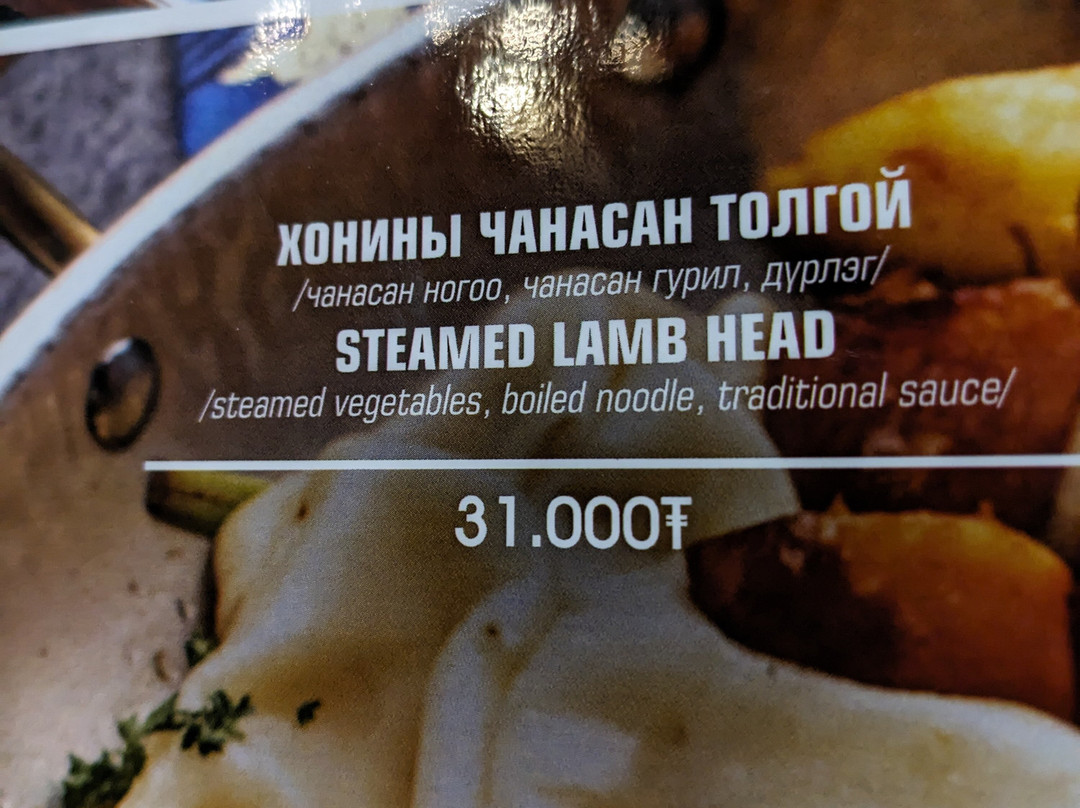 ХОНИНЫ ЧАНАСАН ТОЛГОЙ
/чанасан ногоо, чанасан гурил, дүрлэг/
STEAMED LAMB HEAD
/steamed vegetables, boiled noodle, traditional sauce/
31.000₮